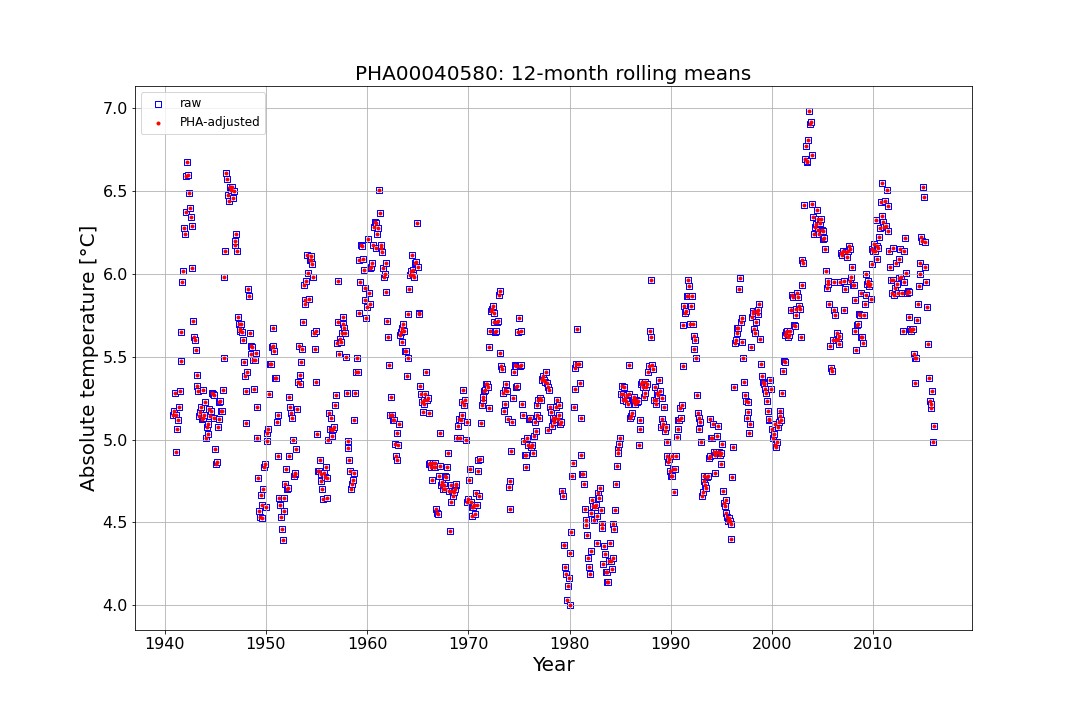 PHA00040580: 12-month rolling means
raw
PHA-adjusted
Absolute temperature [°C]
7.0
6.5
6.0
5.5
5.0
4.5
4.0
1940 1950 1960 1970 1980 1990 2000 2010
Year